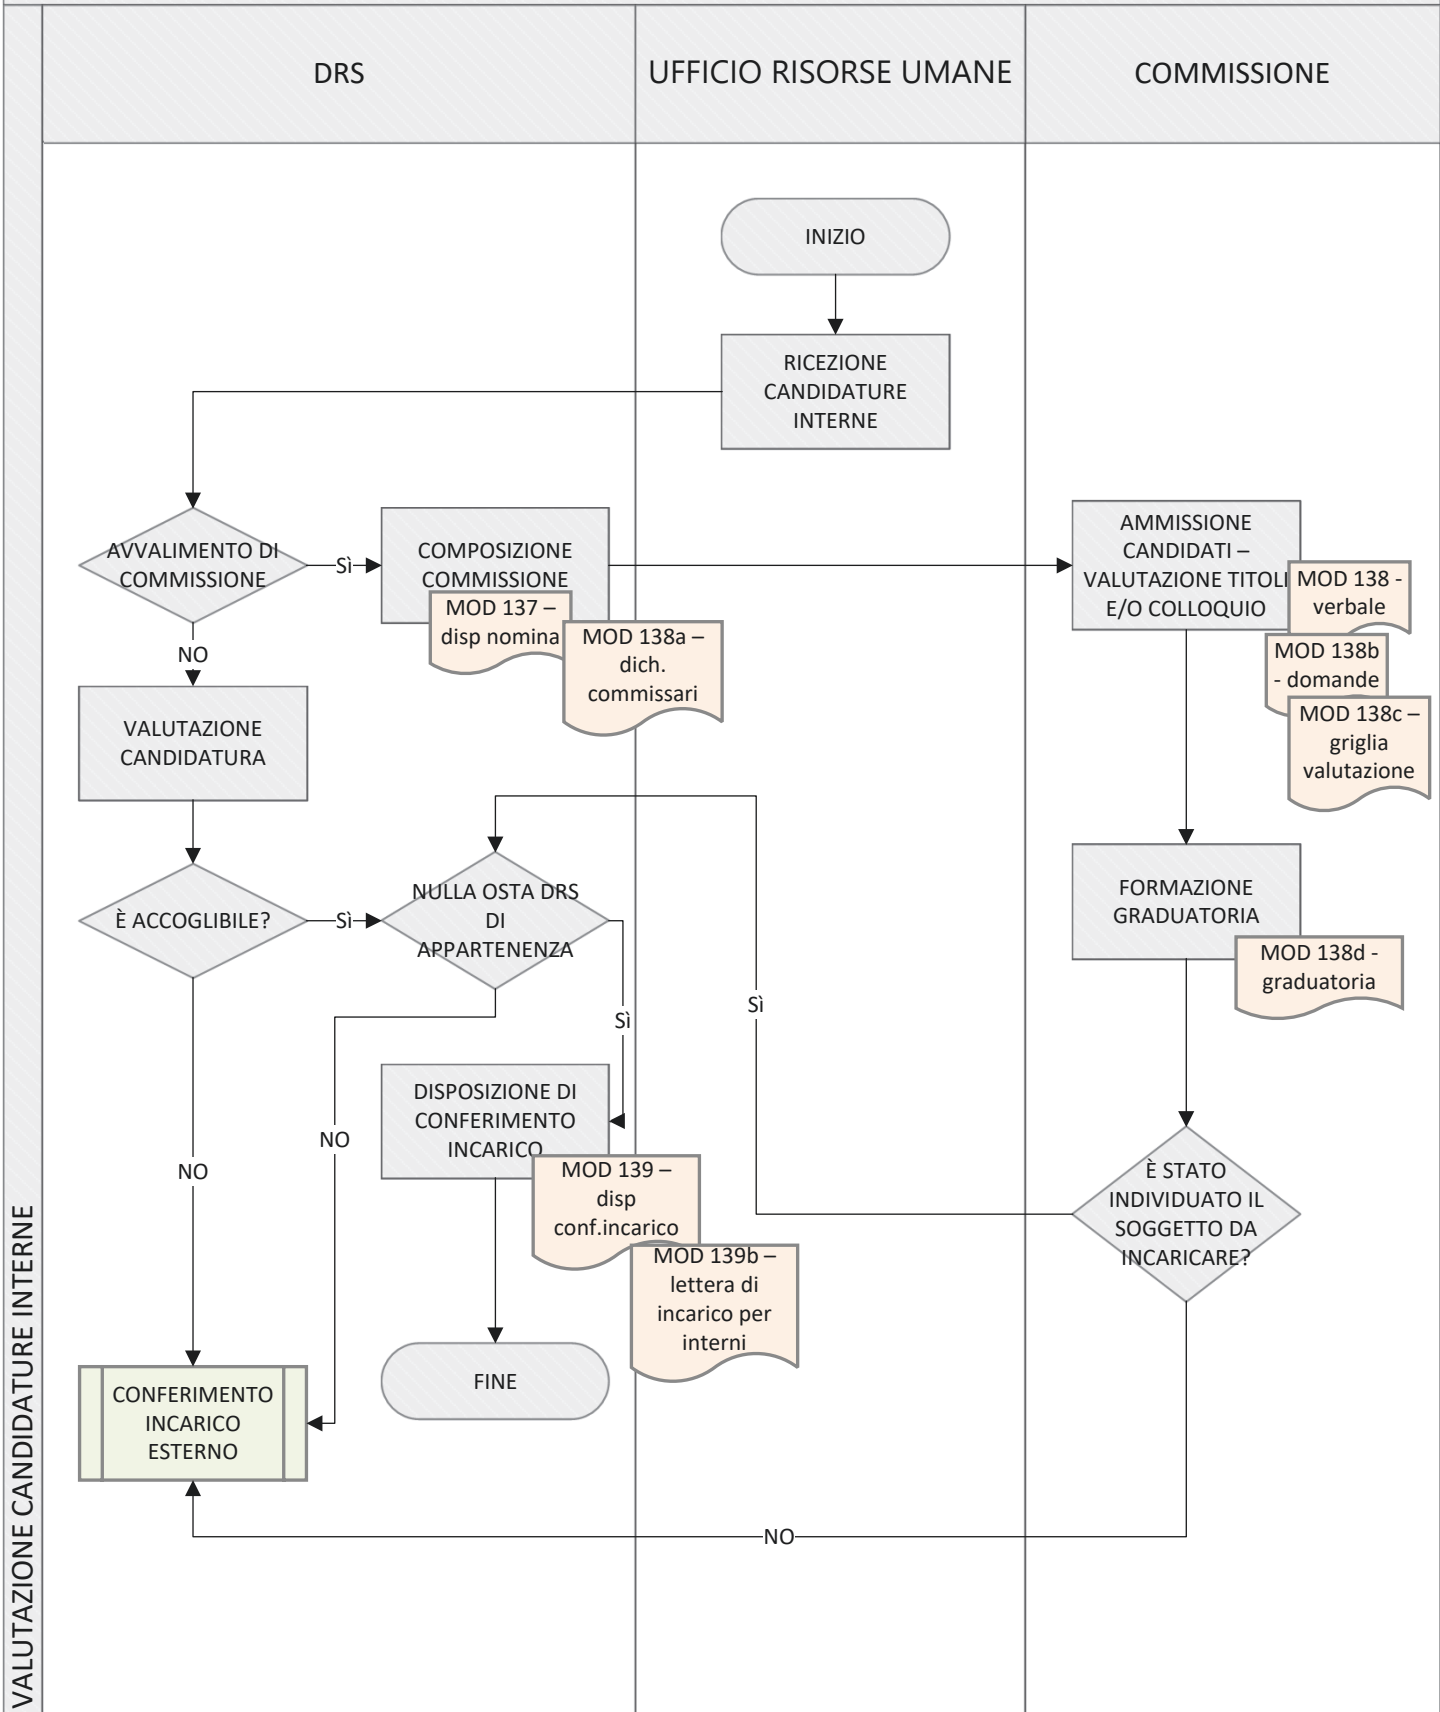 DRS
UFFICIO RISORSE UMANE
COMMISSIONE
VALUTAZIONE CANDIDATURE INTERNE
INIZIO
RICEZIONE
CANDIDATURE
INTERNE
AVVALIMENTO DI
COMMISSIONE
Sì
COMPOSIZIONE
COMMISSIONE
MOD 137 –
disp nomina
MOD 138a –
dich.
commissari
AMMISSIONE
CANDIDATI –
VALUTAZIONE TITOLI
E/O COLLOQUIO
MOD 138 -
verbale
MOD 138b
- domande
MOD 138c –
griglia
valutazione
NO
VALUTAZIONE
CANDIDATURA
È ACCOGLIBILE?
Sì
NULLA OSTA DRS
DI
APPARTENENZA
FORMAZIONE
GRADUATORIA
MOD 138d -
graduatoria
Sì
Sì
NO
NO
DISPOSIZIONE DI
CONFERIMENTO
INCARICO
MOD 139 –
disp
conf.incarico
MOD 139b –
lettera di
incarico per
interni
È STATO
INDIVIDUATO IL
SOGGETTO DA
INCARICARE?
FINE
CONFERIMENTO
INCARICO
ESTERNO
NO